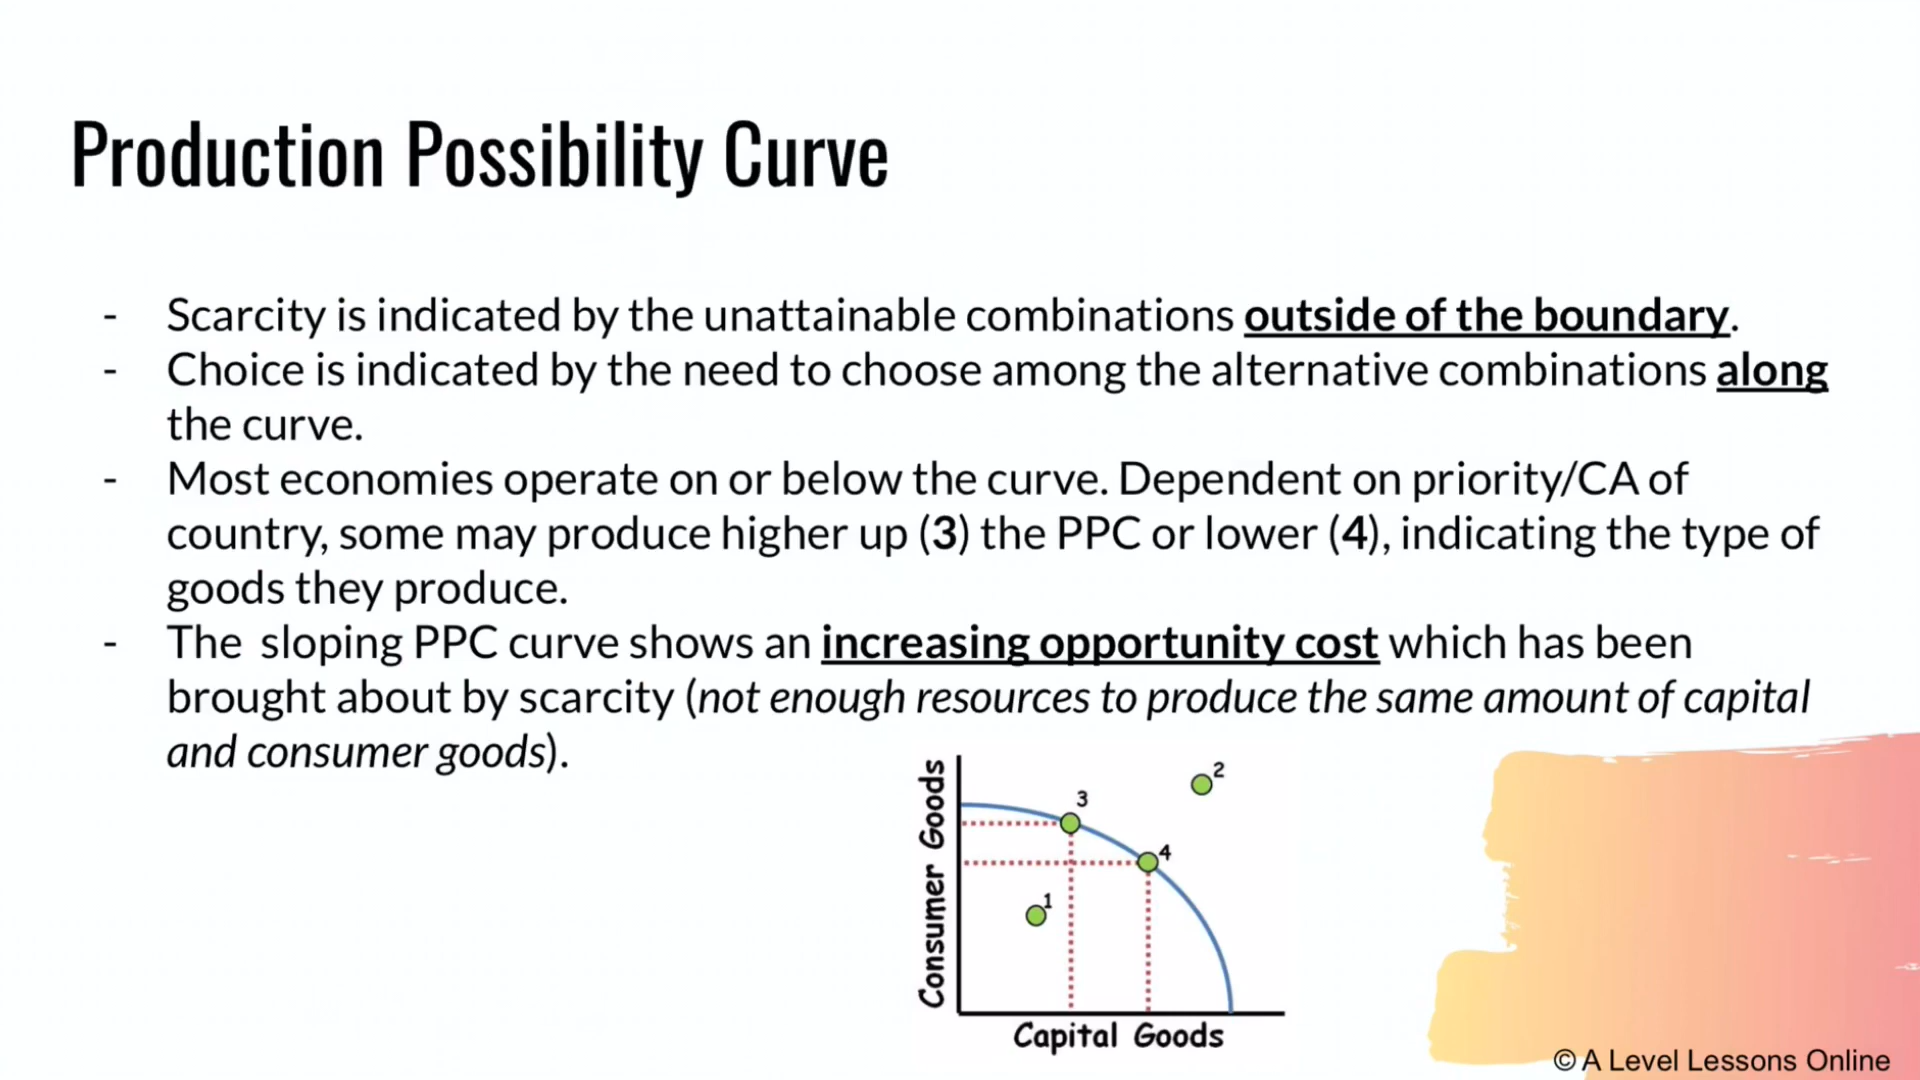 Production Possibility Curve
- Scarcity is indicated by the unattainable combinations outside of the boundary.
- Choice is indicated by the need to choose among the alternative combinations along
the curve.
- Most economies operate on or below the curve. Dependent on priority/CA of
country, some may produce higher up (3) the PPC or lower (4), indicating the type of
goods they produce.
- The sloping PPC curve shows an increasing opportunity cost which has been
brought about by scarcity (not enough resources to produce the same amount of capital
and consumer goods).
Consumer Goods
2
3
4
1
Capital Goods
© A Level Lessons Online